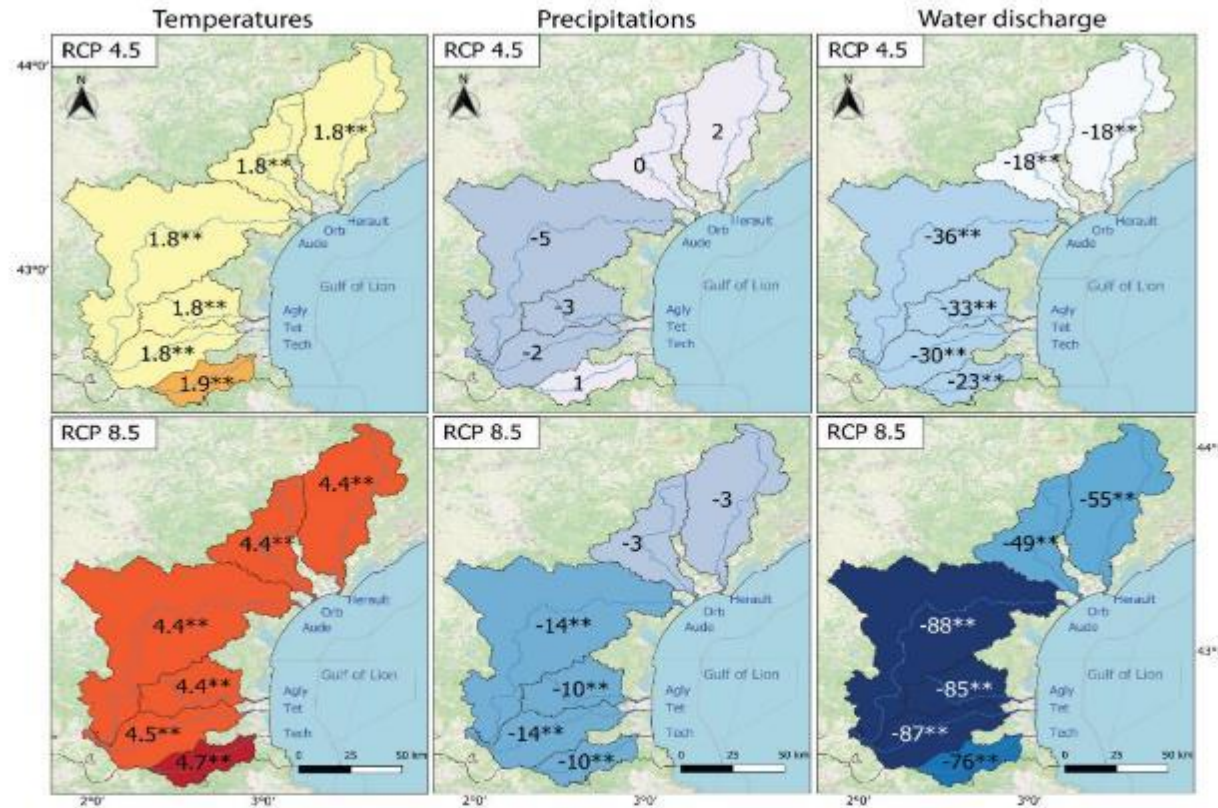 Temperatures
Precipitations
Water discharge
RCP 4.5
RCP 4.5
RCP 4.5
44°0'
N
N
N
1.8**
1.8**
2
0
-18**
-18**
Herault
Orb
Aude
Herault
Orb
Aude
Herault
Orb
Aude
1.8**
-5
-36**
43°0'
Gulf of Lion
Gulf of Lion
Gulf of Lion
1.8**
-3
-33**
Agly
Tet
Tech
Agly
Tet
Tech
Agly
Tet
Tech
1.8**
-2
-30**
1.9**
1
-23**
RCP 8.5
RCP 8.5
RCP 8.5
4.4**
-3
-55**
4.4**
-3
-49**
Herault
Orb
Aude
Herault
Orb
Aude
Herault
Orb
Aude
4.4**
-14**
-88**
Gulf of Lion
Gulf of Lion
Gulf of Lion
4.4**
-10**
-85**
Agly
Tet
Tech
Agly
Tet
Tech
Agly
Tet
Tech
4.5**
-14**
-87**
4.7**
-10**
-76**
0 25 50 km
0 25 50 km
0 25 50 km
2°0' 3°0'
2°0' 3°0'
2°0' 3°0'